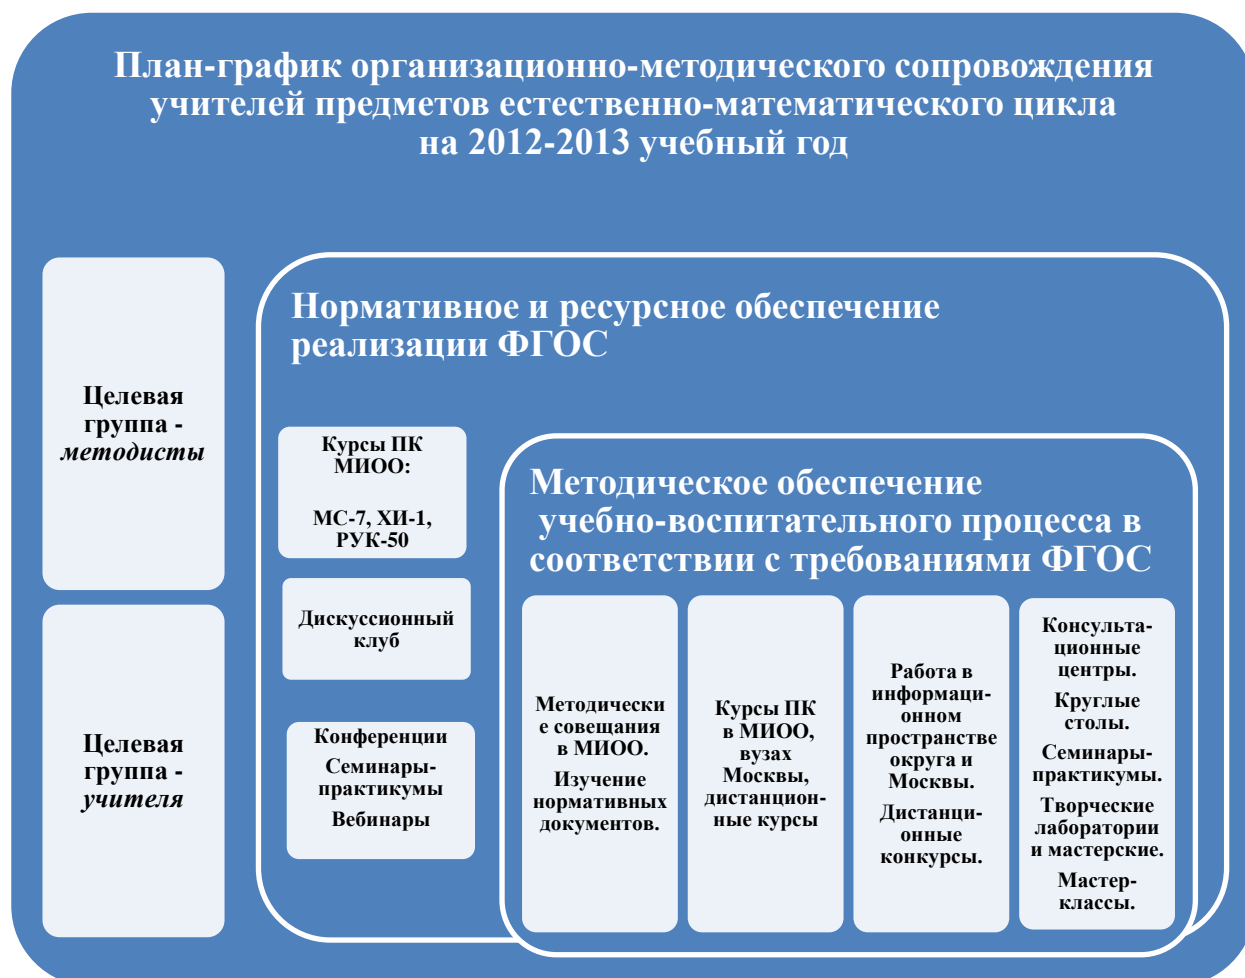 План-график организационно-методического сопровождения
учителей предметов естественно-математического цикла
на 2012-2013 учебный год
Целевая
группа -
методисты
Целевая
группа -
учителя
Нормативное и ресурсное обеспечение
реализации ФГОС
Курсы ПК
МИОО:
МС-7, ХИ-1,
РУК-50
Дискуссионный
клуб
Конференции
Семинары-
практикумы
Вебинары
Методическое обеспечение
учебно-воспитательного процесса в
соответствии с требованиями ФГОС
Методически
е совещания
в МИОО.
Изучение
нормативных
документов.
Курсы ПК
в МИОО,
вузах
Москвы,
дистанцион-
ные курсы
Работа в
информаци-
онном
пространстве
округа и
Москвы.
Дистанци-
онные
конкурсы.
Консульта-
ционные
центры.
Круглые
столы.
Семинары-
практикумы.
Творческие
лаборатории
и мастерские.
Мастер-
классы.